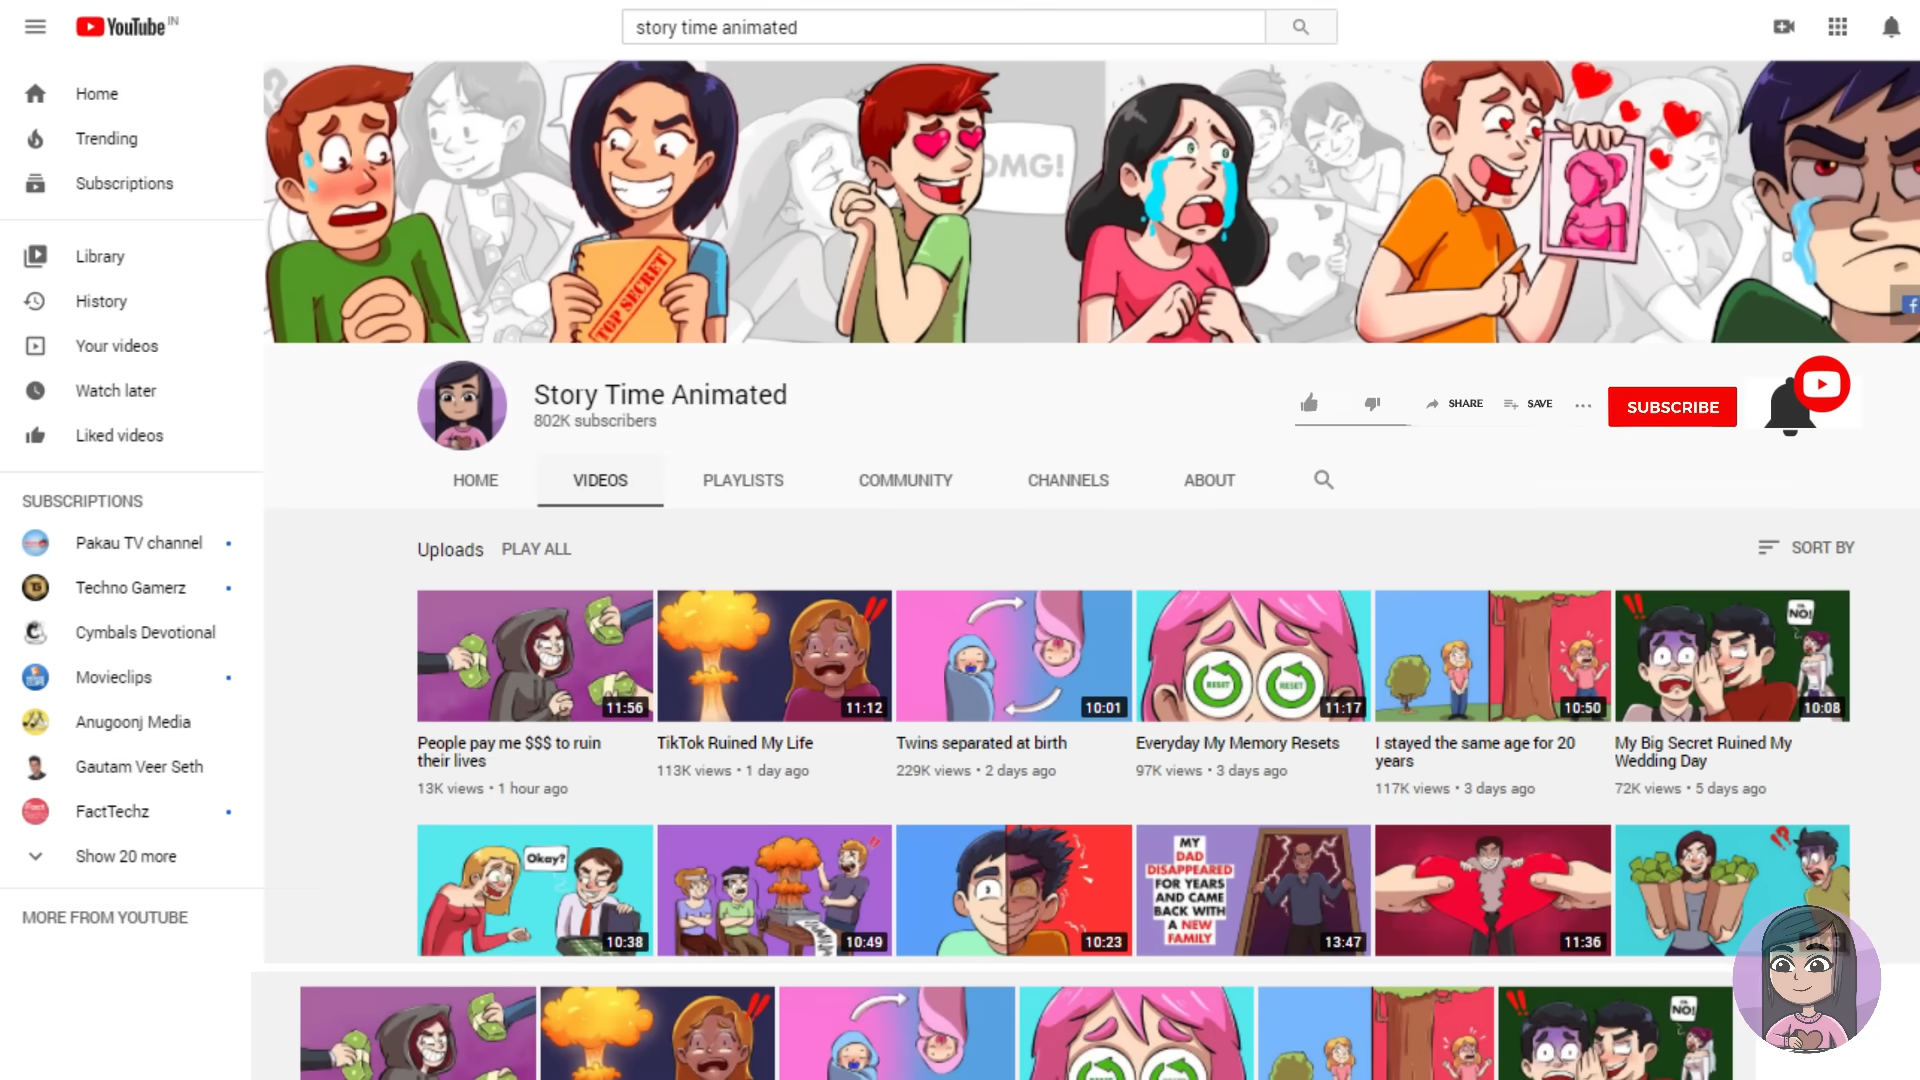 YouTube IN
story time animated
Home
Trending
Subscriptions
Library
History
Your videos
Watch later
Liked videos
SUBSCRIPTIONS
Pakau TV channel
Techno Gamerz
Cymbals Devotional
Movieclips
Anugoonj Media
Gautam Veer Seth
FactTechz
Show 20 more
MORE FROM YOUTUBE
OMG!
TOP SECRET
f
Story Time Animated
802K subscribers
SHARE
SAVE
SUBSCRIBE
HOME
VIDEOS
PLAYLISTS
COMMUNITY
CHANNELS
ABOUT
Uploads PLAY ALL
SORT BY
11:56
11:12
10:01
RESET RESET
11:17
10:50
NO!
10:08
People pay me $$$ to ruin
their lives
13K views • 1 hour ago
TikTok Ruined My Life
113K views • 1 day ago
Twins separated at birth
229K views • 2 days ago
Everyday My Memory Resets
97K views • 3 days ago
I stayed the same age for 20
years
117K views • 3 days ago
My Big Secret Ruined My
Wedding Day
72K views • 5 days ago
Okay?
10:38
10:49
10:23
MY
DAD
DISAPPEARED
FOR YEARS
AND CAME
BACK WITH
A NEW
FAMILY
13:47
11:36
NO!